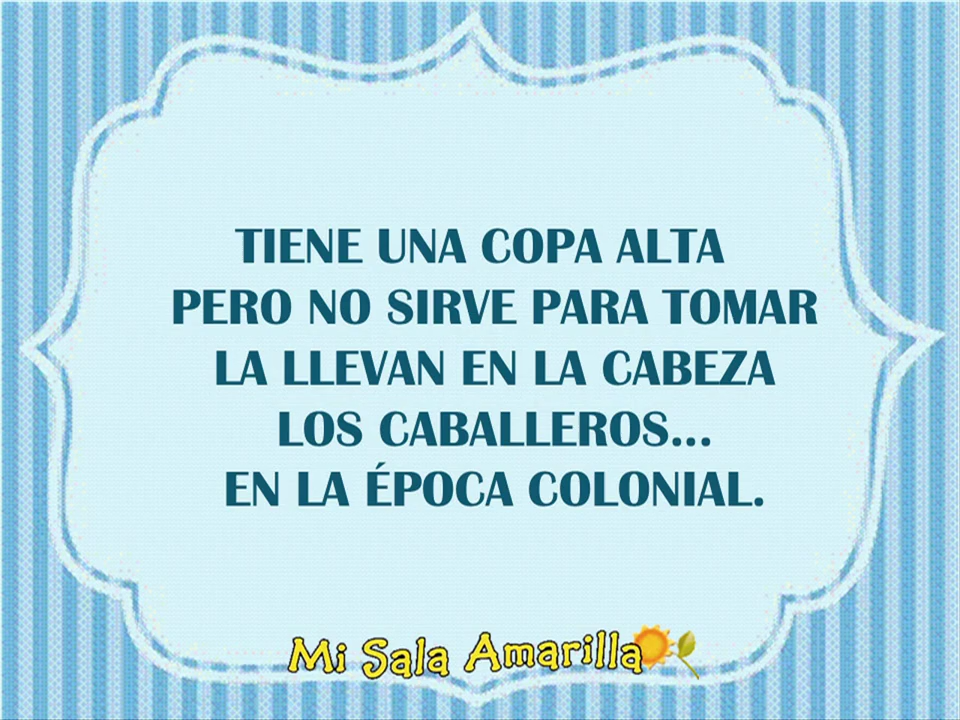 TIENE UNA COPA ALTA
PERO NO SIRVE PARA TOMAR
LA LLEVAN EN LA CABEZA
LOS CABALLEROS...
EN LA ÉPOCA COLONIAL.
Mi Sala Amarilla